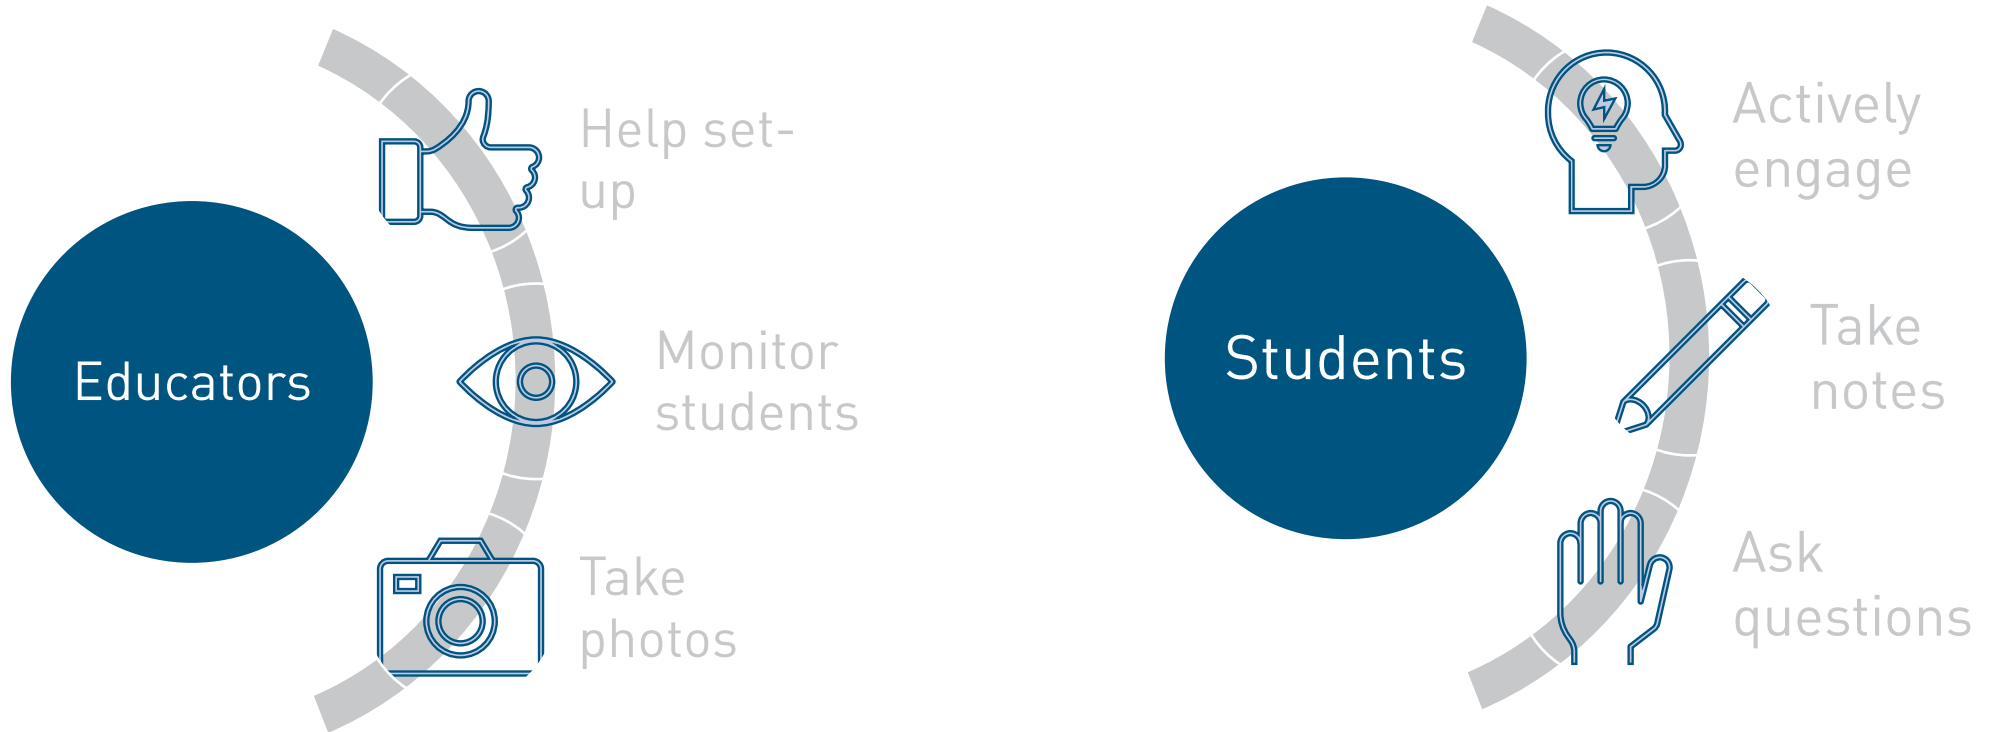 Educators
Help set-
up
Monitor
students
Take
photos
Students
Actively
engage
Take
notes
Ask
questions